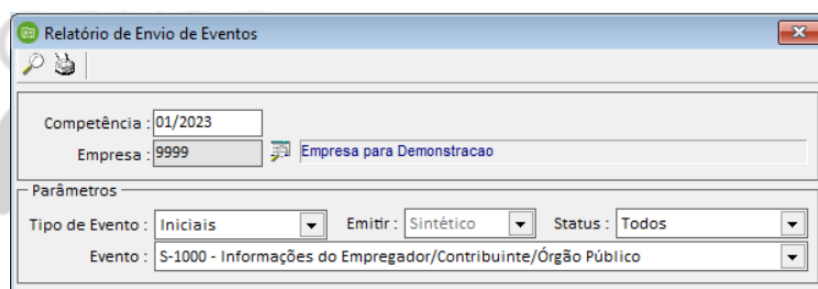 Relatório de Envio de Eventos
Competência : 01/2023
Empresa : 9999 Empresa para Demonstracao
Parâmetros
Tipo de Evento : Iniciais Emitir : Sintético Status : Todos
Evento : S-1000 - Informações do Empregador/Contribuinte/Órgão Público